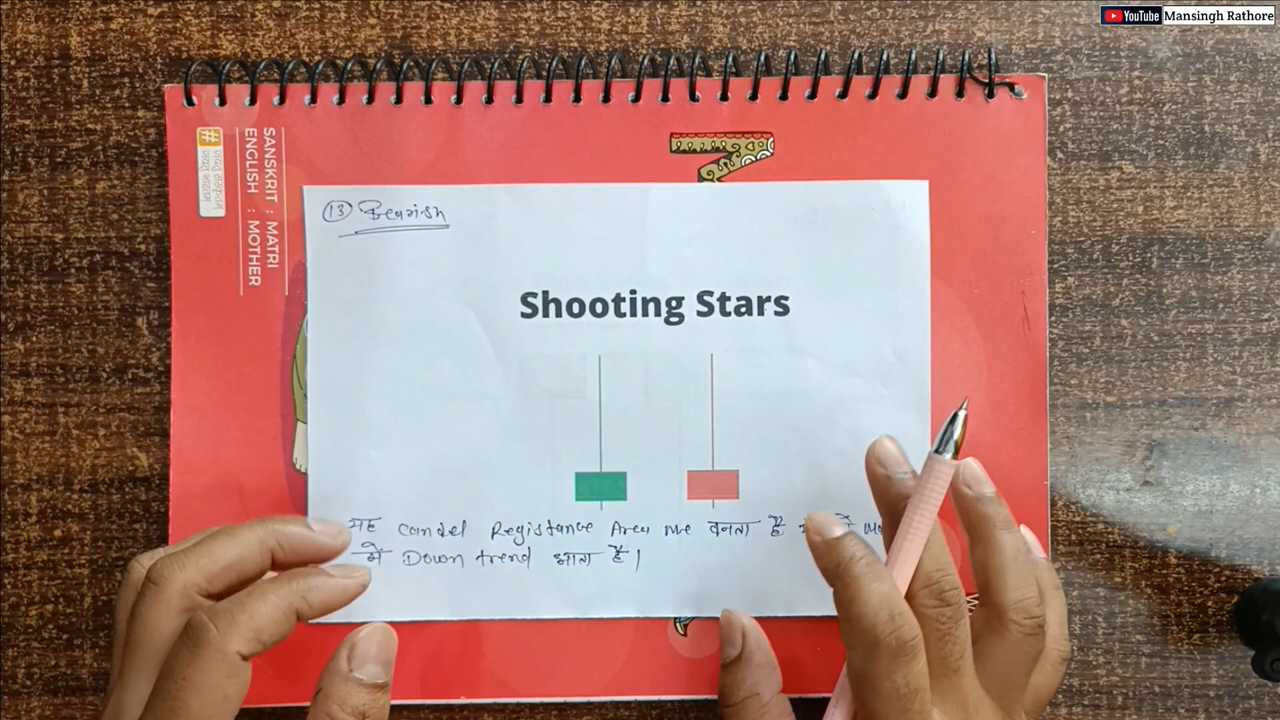 YouTube Mansingh Rathore
SANSKRIT : MATRI
ENGLISH : MOTHER
#
13 Bearish
Shooting Stars
यह Candel Registance Area me बनता है
में Down trend आता है।